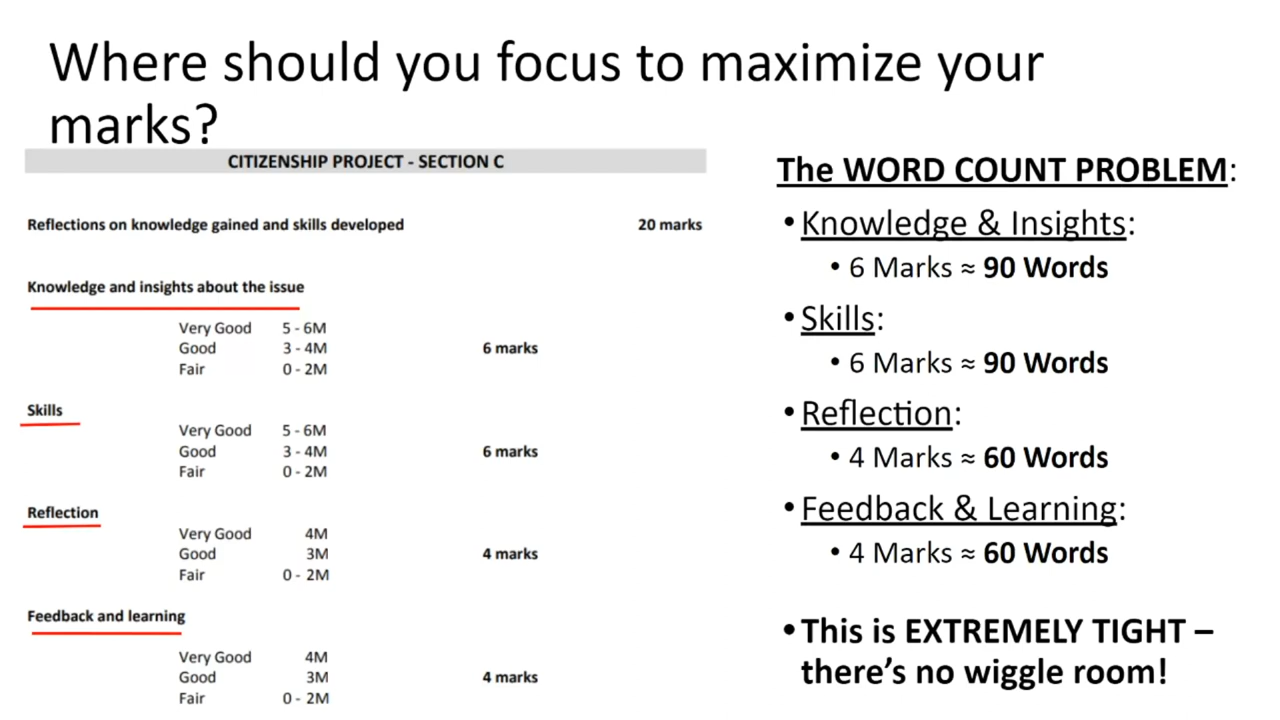 Where should you focus to maximize your
marks?
CITIZENSHIP PROJECT - SECTION C
Reflections on knowledge gained and skills developed 20 marks
Knowledge and insights about the issue
Very Good 5 - 6M
Good 3 - 4M 6 marks
Fair 0 - 2M
Skills
Very Good 5 - 6M
Good 3 - 4M 6 marks
Fair 0 - 2M
Reflection
Very Good 4M
Good 3M 4 marks
Fair 0 - 2M
Feedback and learning
Very Good 4M
Good 3M 4 marks
Fair 0 - 2M
The WORD COUNT PROBLEM:
•Knowledge & Insights:
• 6 Marks ≈ 90 Words
•Skills:
• 6 Marks ≈ 90 Words
•Reflection:
• 4 Marks ≈ 60 Words
•Feedback & Learning:
• 4 Marks ≈ 60 Words
•This is EXTREMELY TIGHT –
there's no wiggle room!